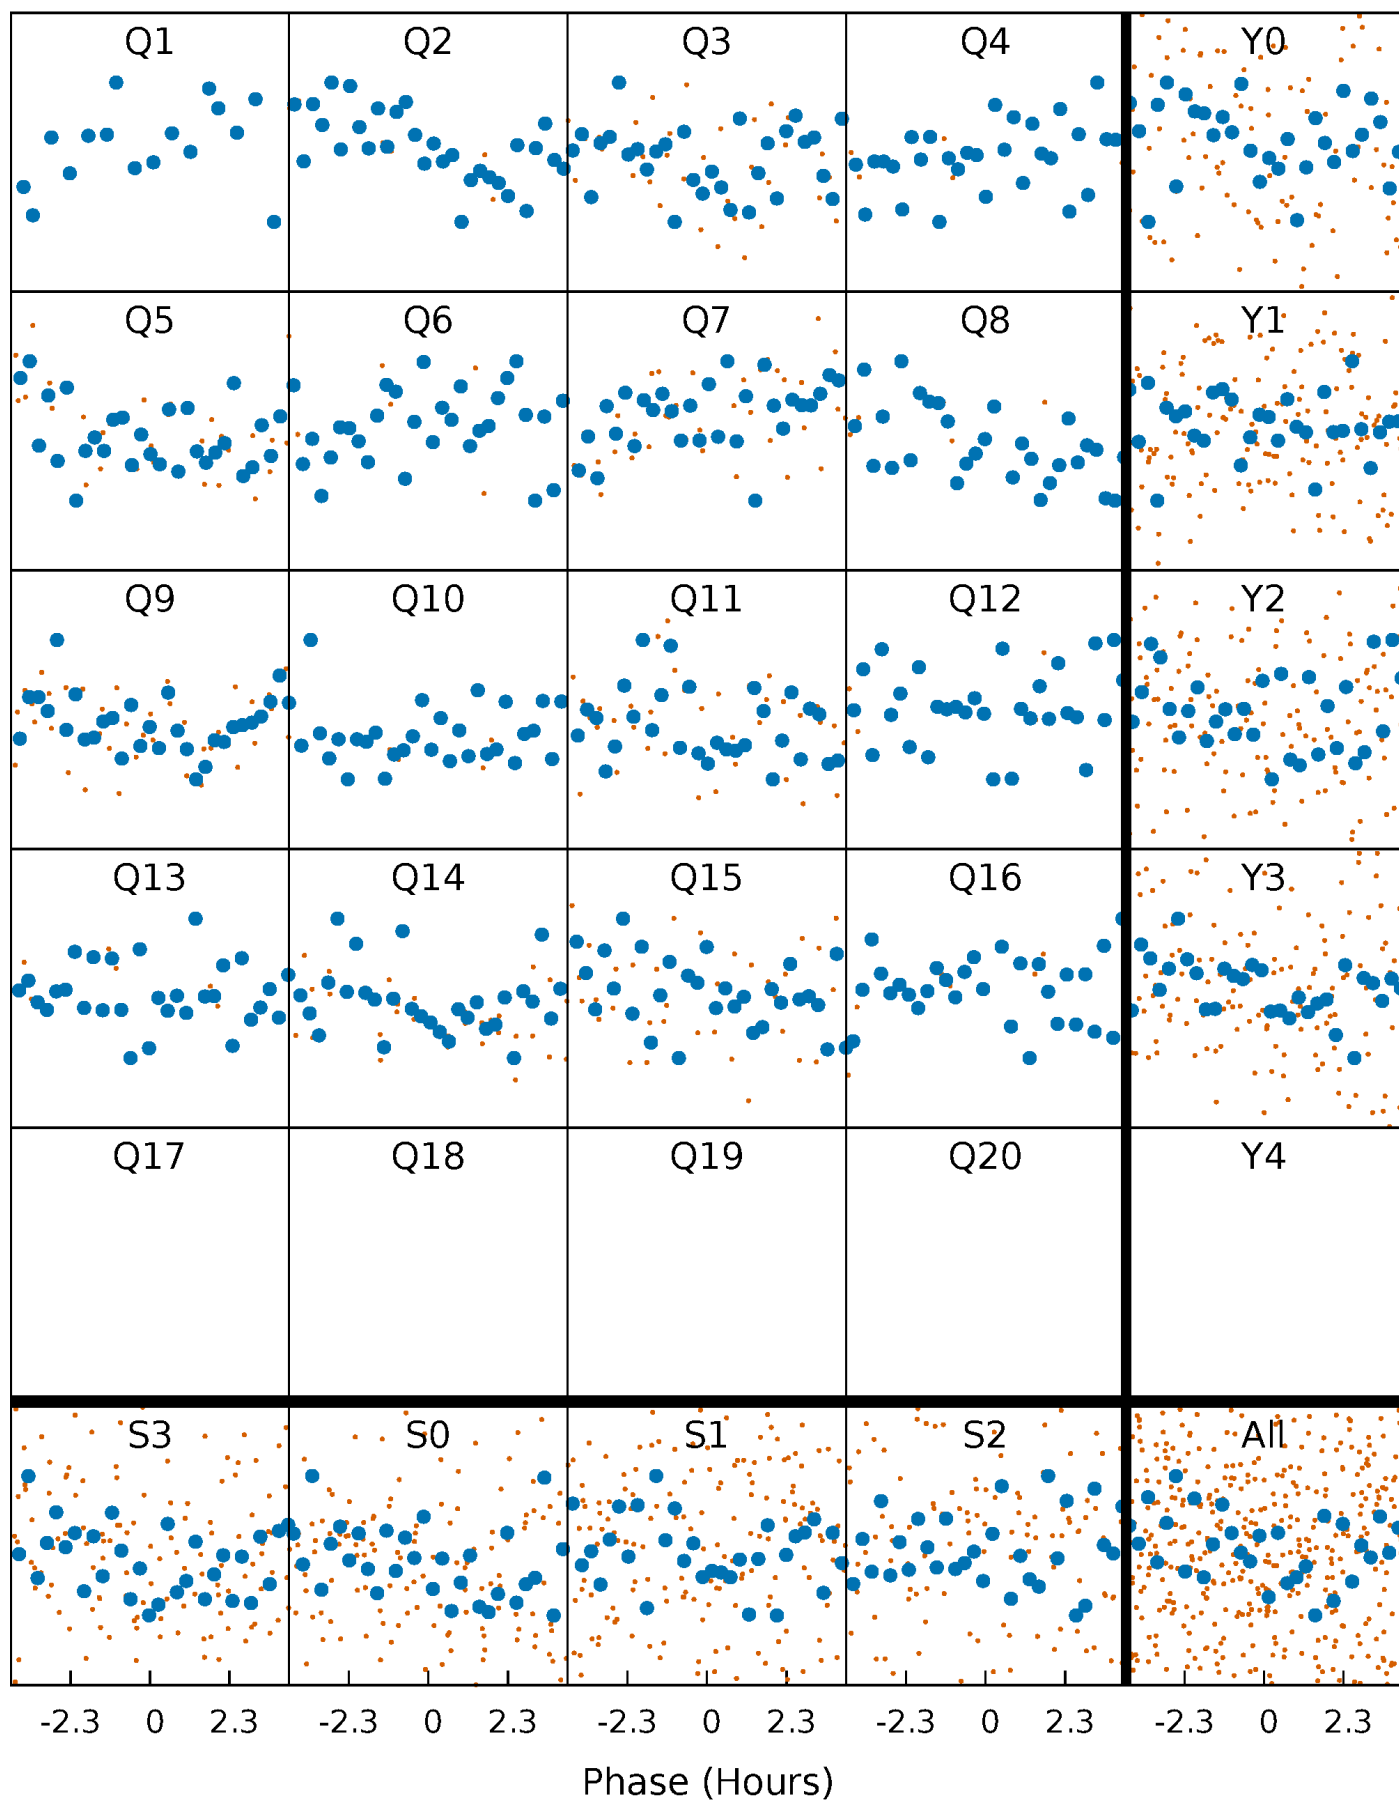 Q1 Q2 Q3 Q4 Y0
Q5 Q6 Q7 Q8 Y1
Q9 Q10 Q11 Q12 Y2
Q13 Q14 Q15 Q16 Y3
Q17 Q18 Q19 Q20 Y4
S3 S0 S1 S2 All
-2.3 0 2.3 -2.3 0 2.3 -2.3 0 2.3 -2.3 0 2.3 -2.3 0 2.3
Phase (Hours)